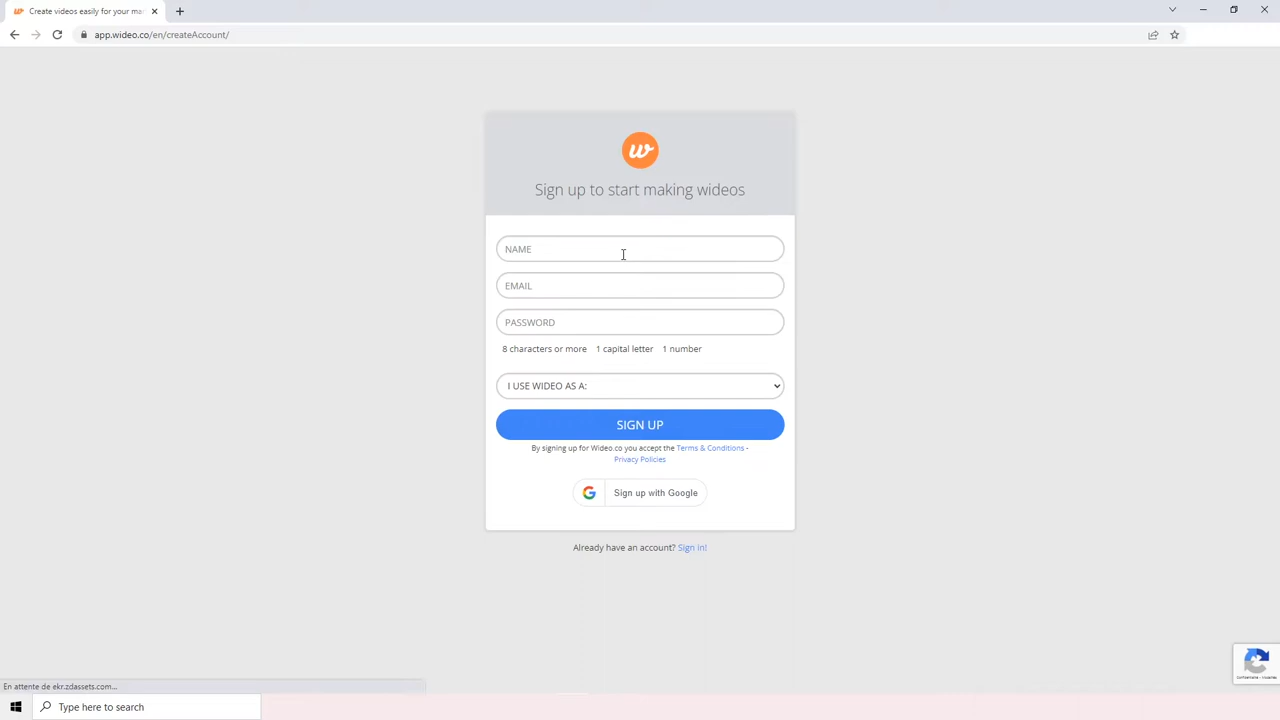 Create videos easily for your ma
app.wideo.co/en/createAccount/
w
Sign up to start making wideos
NAME
EMAIL
PASSWORD
8 characters or more 1 capital letter 1 number
I USE WIDEO AS A:
SIGN UP
By signing up for Wideo.co you accept the Terms & Conditions -
Privacy Policies
Sign up with Google
Already have an account? Sign in!
En attente de ekr.zdassets.com...
Type here to search